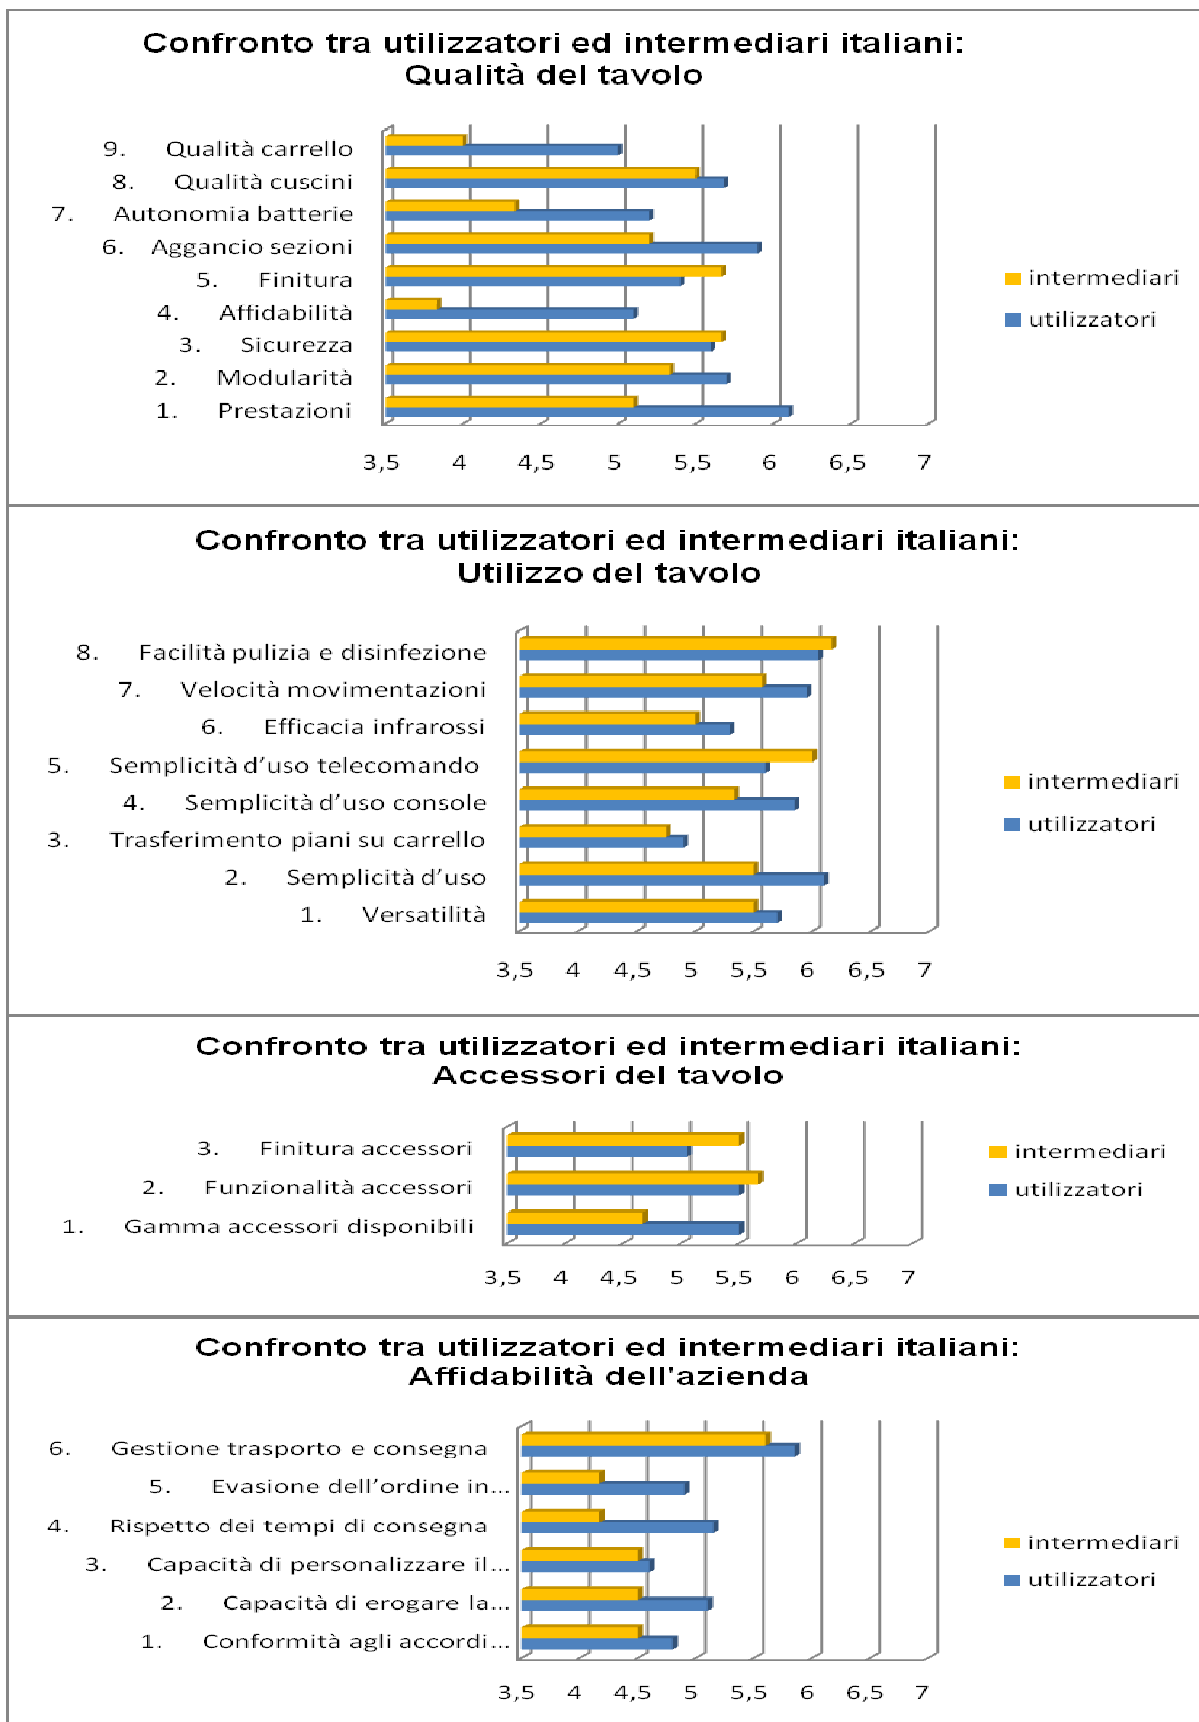 Confronto tra utilizzatori ed intermediari italiani:
Qualità del tavolo
9. Qualità carrello
8. Qualità cuscini
7. Autonomia batterie
6. Aggancio sezioni
5. Finitura
4. Affidabilità
3. Sicurezza
2. Modularità
1. Prestazioni
intermediari
utilizzatori
3,5 4 4,5 5 5,5 6 6,5 7
Confronto tra utilizzatori ed intermediari italiani:
Utilizzo del tavolo
8. Facilità pulizia e disinfezione
7. Velocità movimentazioni
6. Efficacia infrarossi
5. Semplicità d’uso telecomando
4. Semplicità d’uso console
3. Trasferimento piani su carrello
2. Semplicità d’uso
1. Versatilità
intermediari
utilizzatori
3,5 4 4,5 5 5,5 6 6,5 7
Confronto tra utilizzatori ed intermediari italiani:
Accessori del tavolo
3. Finitura accessori
2. Funzionalità accessori
1. Gamma accessori disponibili
intermediari
utilizzatori
3,5 4 4,5 5 5,5 6 6,5 7
Confronto tra utilizzatori ed intermediari italiani:
Affidabilità dell'azienda
6. Gestione trasporto e consegna
5. Evasione dell’ordine in...
4. Rispetto dei tempi di consegna
3. Capacità di personalizzare il...
2. Capacità di erogare la...
1. Conformità agli accordi...
intermediari
utilizzatori
3,5 4 4,5 5 5,5 6 6,5 7